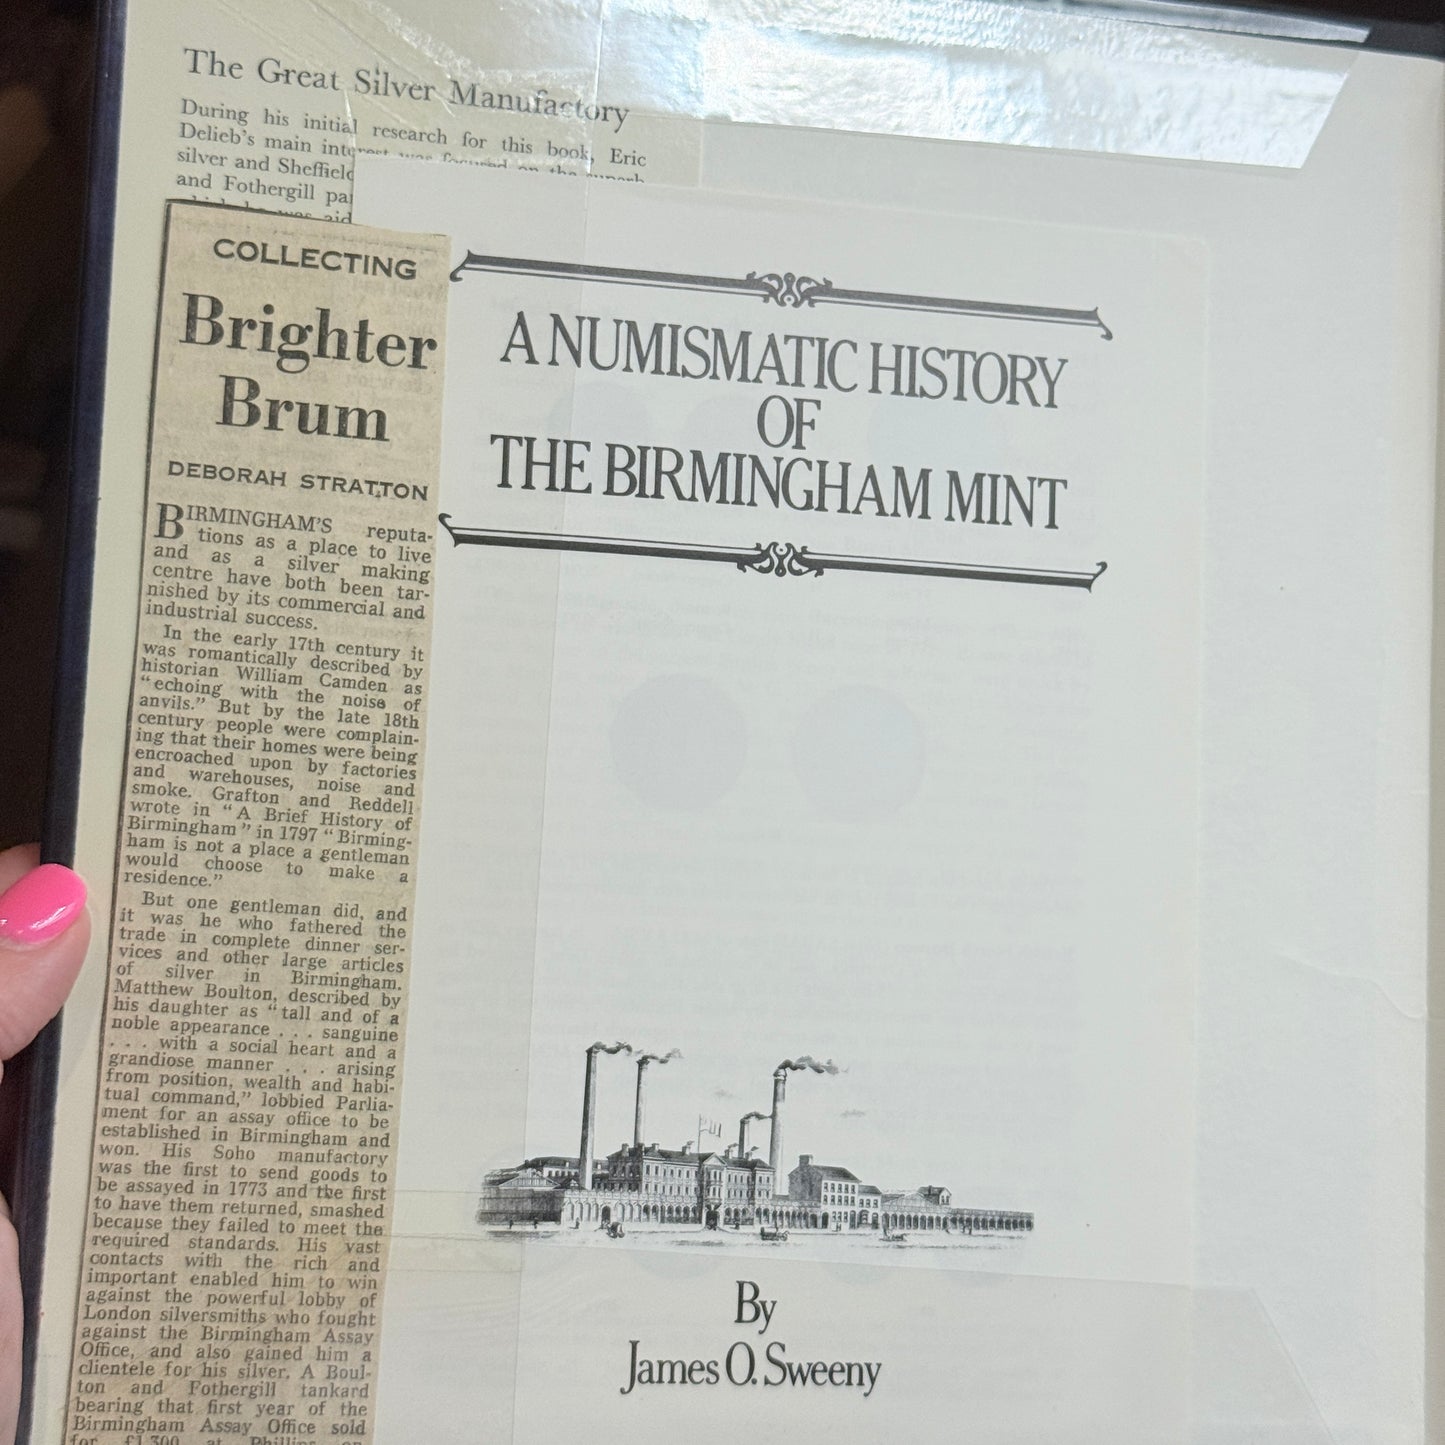 The Great Silver Manufactory
During his initial research for this book, Eric
Delieb's main interest was focused on the superb
silver and Sheffield
and Fothergill
was aid
COLLECTING
Brighter
Brum
DEBORAH STRATTON
BIRMINGHAM'S reputa-
tions as a place to live
and as a silver making
centre have both been tar-
nished by its commercial and
industrial success.
In the early 17th century it
was romantically described by
historian William Camden as
"echoing with the noise of
anvils." But by the late 18th
century people were complain-
ing that their homes were being
encroached upon by factories
and warehouses, noise and
smoke. Grafton and Reddell
wrote in "A Brief History of
Birmingham" in 1797 "Birming-
ham is not a place a gentleman
would choose to make a
residence."
But one gentleman did, and
it was he who fathered the
trade in complete dinner ser-
vices and other large articles
of silver in Birmingham.
Matthew Boulton, described by
his daughter as "tall and of a
noble appearance . . . sanguine
. . . with a social heart and a
grandiose manner . . . arising
from position, wealth and habi-
tual command," lobbied Parlia-
ment for an assay office to be
established in Birmingham and
won. His Soho manufactory
was the first to send goods to
be assayed in 1773 and the first
to have them returned, smashed
because they failed to meet the
required standards. His vast
contacts with the rich and
important enabled him to win
against the powerful lobby of
London silversmiths who fought
against the Birmingham Assay
Office, and also gained him a
clientele for his silver. A Boul-
ton and Fothergill tankard
bearing that first year of the
Birmingham Assay Office sold
for £1,300 at Phillips on
A NUMISMATIC HISTORY
OF
THE BIRMINGHAM MINT
By
James O. Sweeny